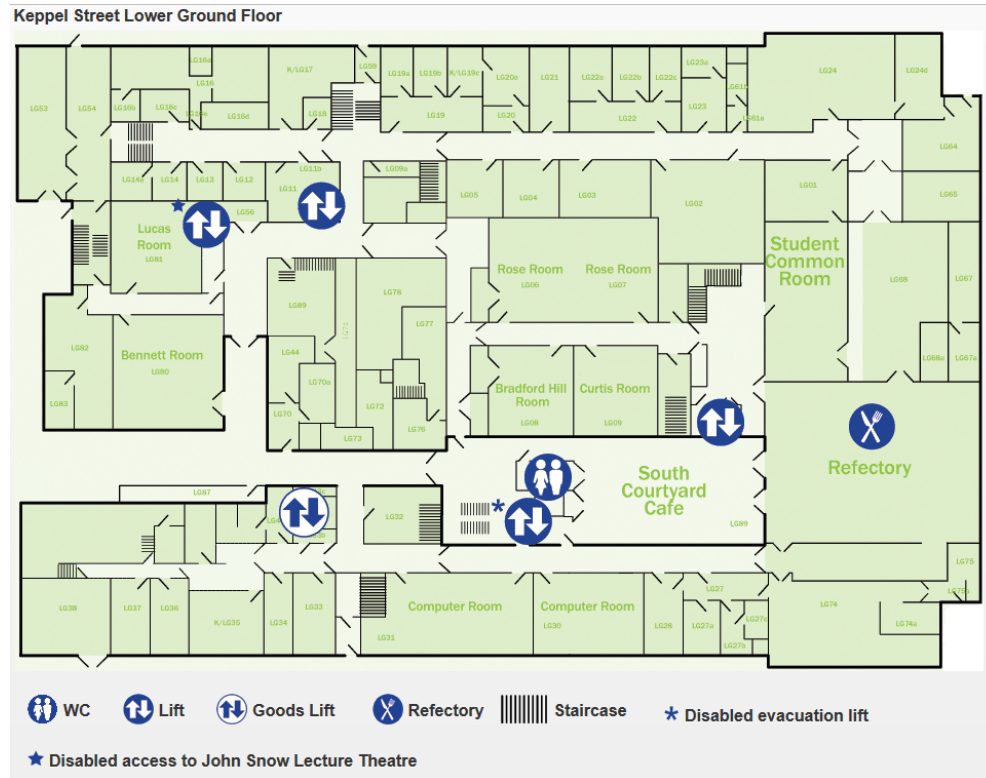 Keppel Street Lower Ground Floor
LG53
LG54
LG16a
LG16
LG16b
LG16c
LG16d
K/LG17
LG18
LG59
LG19a
LG19b
K/LG19c
LG19
LG20a
LG20
LG21
LG22a
LG22b
LG22c
LG22
LG23a
LG23
LG61a
LG24
LG24d
LG64
LG65
LG14a
LG14
LG13
LG12
LG11b
LG11
LG56
LG09a
LG05
LG04
LG03
LG02
LG01
Lucas
Room
LG81
Rose Room
LG06
Rose Room
LG07
Student
Common
Room
LG68
LG67
LG68a
LG67a
LG89
LG71
LG78
LG77
LG82
Bennett Room
LG80
LG83
LG44
LG70a
LG70
LG72
LG73
LG76
Bradford Hill
Room
LG08
Curtis Room
LG09
Refectory
South
Courtyard
Cafe
LG89
LG87
LG32
LG38
LG37
LG36
K/LG35
LG34
LG33
LG31
Computer Room
Computer Room
LG30
LG28
LG27
LG27a
LG27b
LG27c
LG74
LG74a
LG75
WC
Lift
Goods Lift
Refectory
Staircase
* Disabled evacuation lift
★ Disabled access to John Snow Lecture Theatre